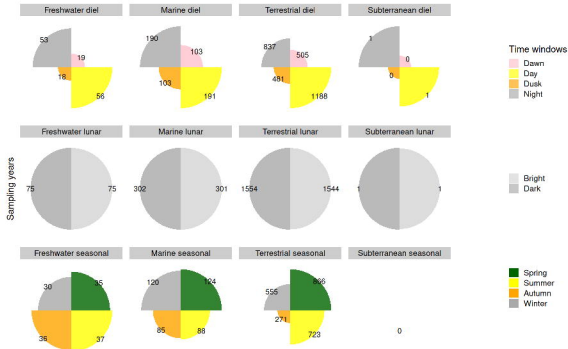 Freshwater diel
Marine diel
Terrestrial diel
Subterranean diel
53
19
18
56
190
103
103
191
837
505
481
1188
1
0
0
1
Time windows
Dawn
Day
Dusk
Night
Sampling years
Freshwater lunar
Marine lunar
Terrestrial lunar
Subterranean lunar
75
75
302
301
1554
1544
1
1
Bright
Dark
Freshwater seasonal
Marine seasonal
Terrestrial seasonal
Subterranean seasonal
30
35
36
37
120
124
85
88
555
866
271
723
0
Spring
Summer
Autumn
Winter